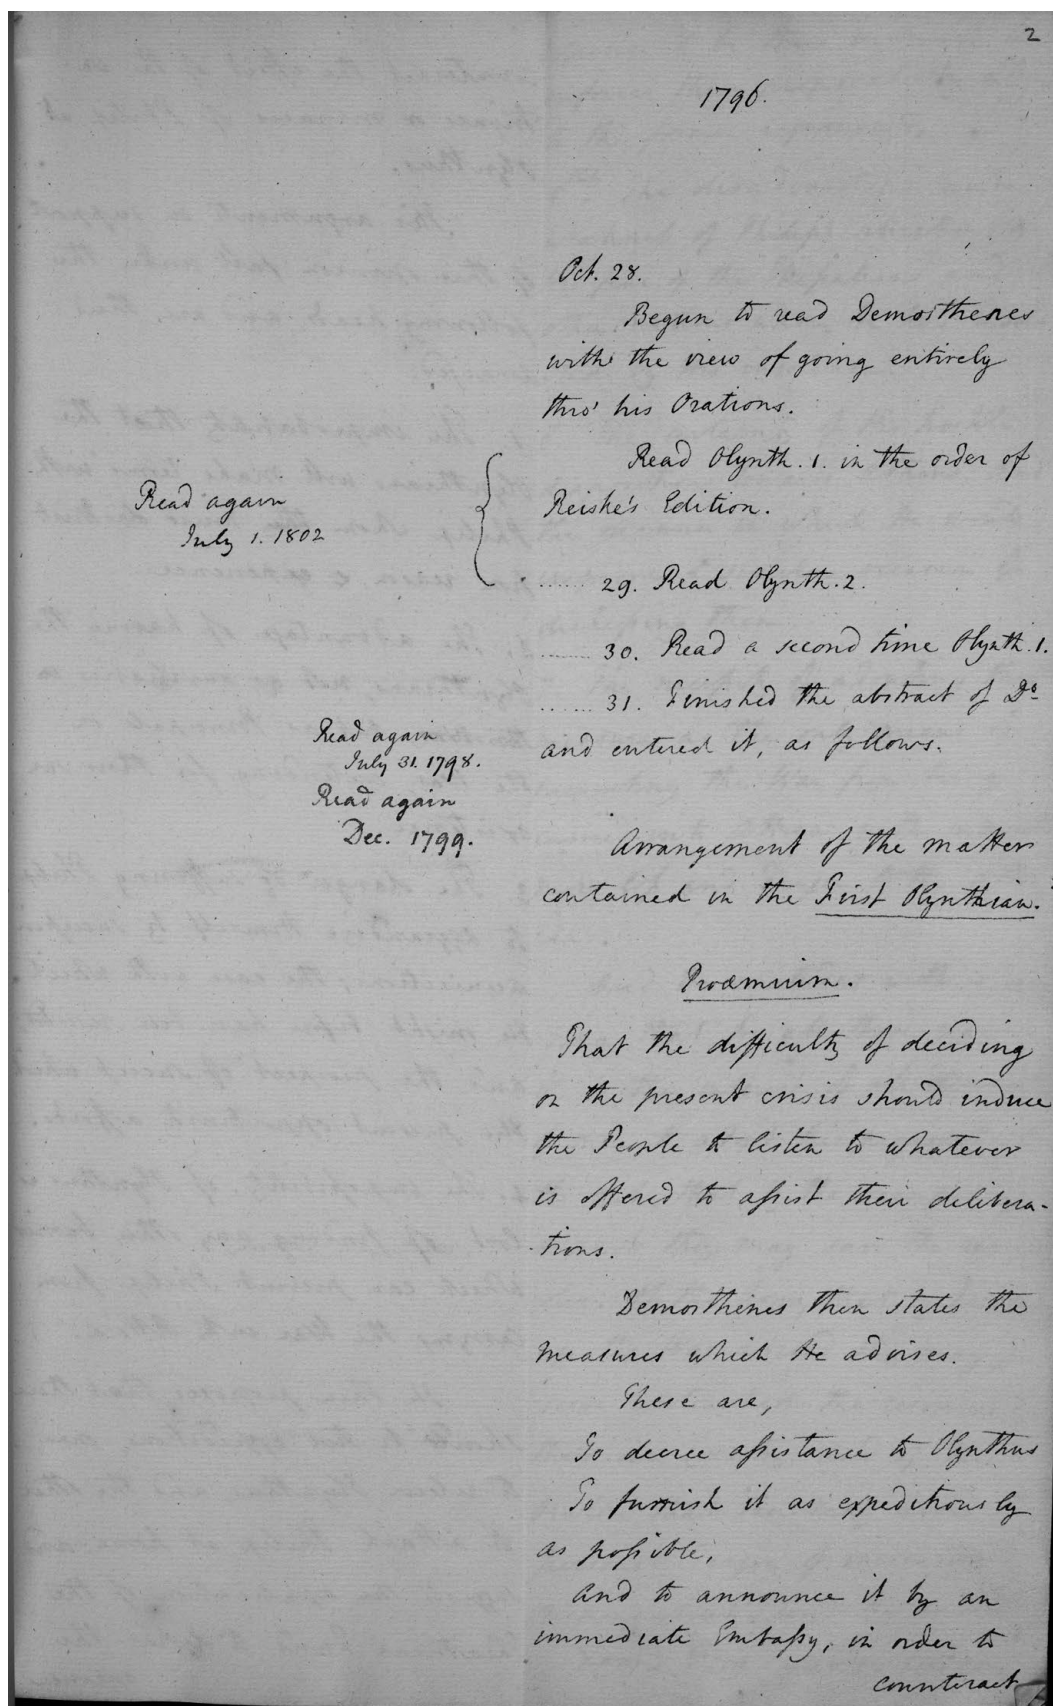 2
1796.
Oct. 28.
Begun to read Demosthenes
with the view of going entirely
thro' his Orations.
Read Olynth. 1. in the order of
Reiske's Edition.
Read again
July 1. 1802
...... 29. Read Olynth. 2.
....... 30. Read a second time Olynth. 1.
....... 31. Finished the abstract of Do
and entered it, as follows.
Read again
July 31. 1798.
Read again
Dec. 1799.
Arrangement of the matter
contained in the First Olynthian.
Proœmium.
That the difficulty of deciding
on the present crisis should induce
the People to listen to whatever
is offered to aſsist their delibera-
tions.
Demosthenes then states the
measures which He advises.
These are,
To decree aſsistance to Olynthus
To furnish it as expeditiously
as poſsible,
And to announce it by an
immediate Embaſsy, in order to
counteract